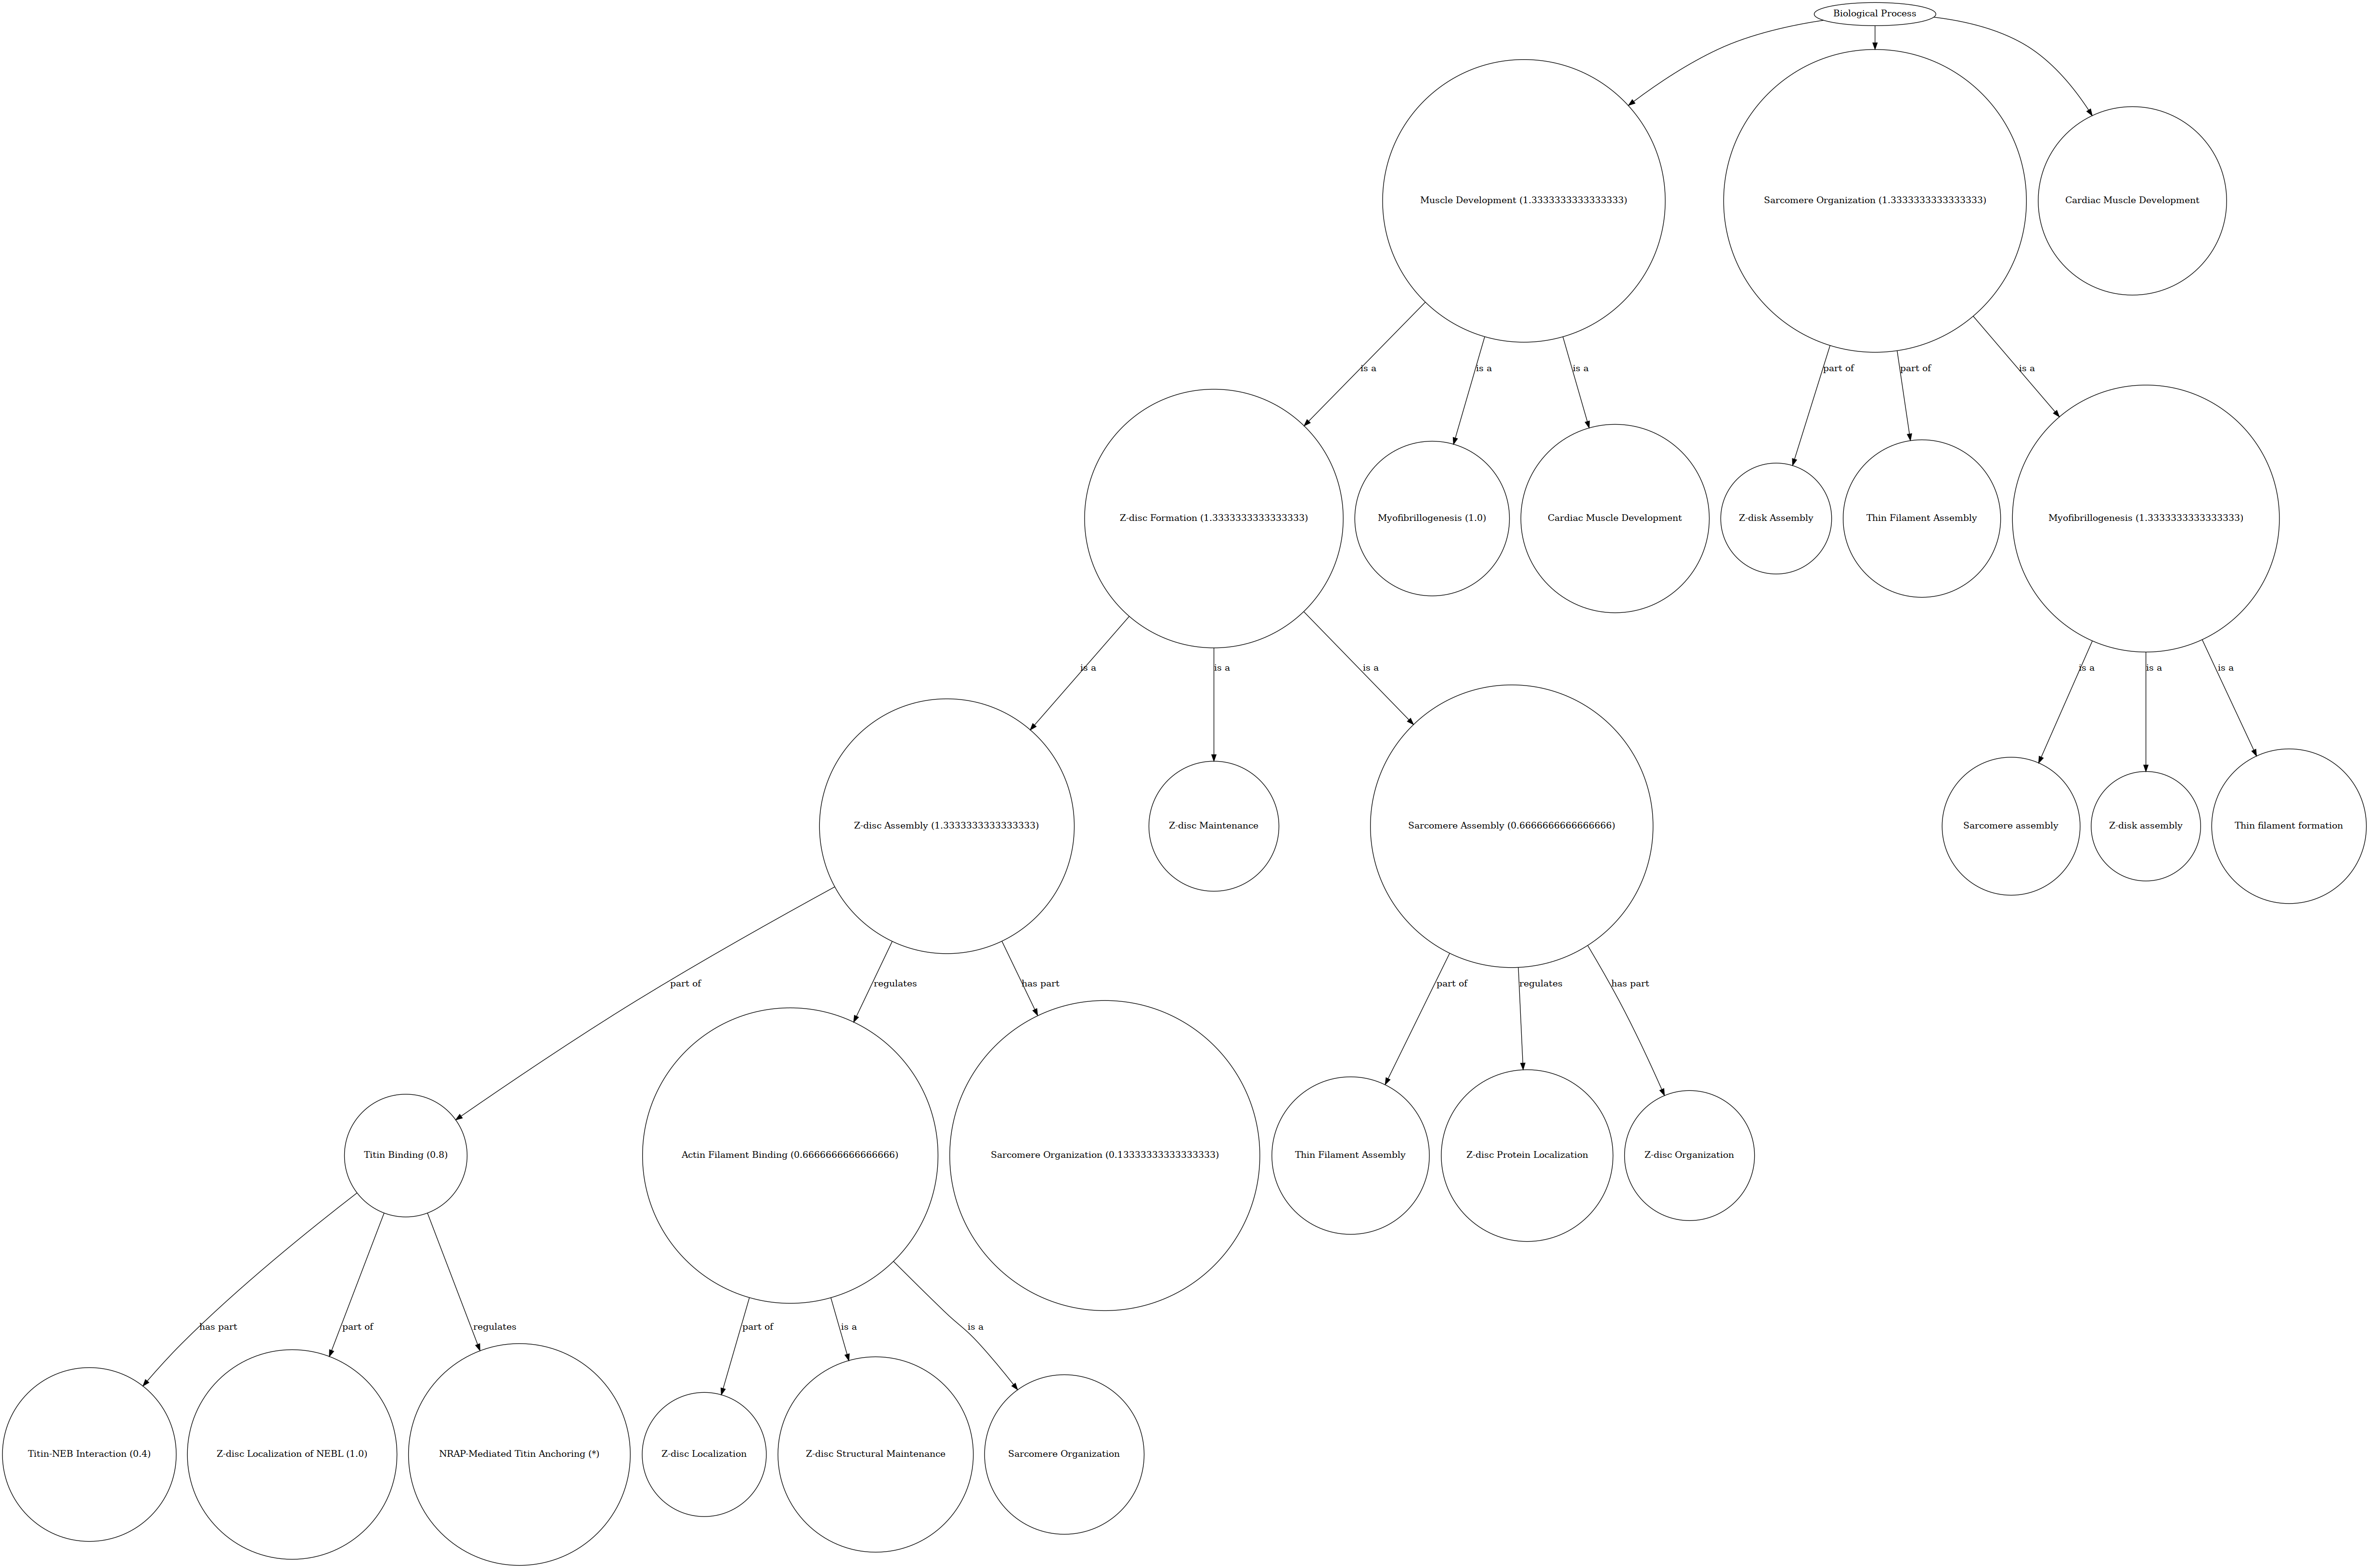 Biological Process
Muscle Development (1.3333333333333333)
Sarcomere Organization (1.3333333333333333)
Cardiac Muscle Development
is a
is a
is a
part of
part of
is a
Z-disc Formation (1.3333333333333333)
Myofibrillogenesis (1.0)
Cardiac Muscle Development
Z-disk Assembly
Thin Filament Assembly
Myofibrillogenesis (1.3333333333333333)
is a
is a
is a
is a
is a
is a
Z-disc Assembly (1.3333333333333333)
Z-disc Maintenance
Sarcomere Assembly (0.6666666666666666)
Sarcomere assembly
Z-disk assembly
Thin filament formation
part of
regulates
has part
part of
regulates
has part
Titin Binding (0.8)
Actin Filament Binding (0.6666666666666666)
Sarcomere Organization (0.13333333333333333)
Thin Filament Assembly
Z-disc Protein Localization
Z-disc Organization
has part
part of
regulates
part of
is a
is a
Titin-NEB Interaction (0.4)
Z-disc Localization of NEBL (1.0)
NRAP-Mediated Titin Anchoring (*)
Z-disc Localization
Z-disc Structural Maintenance
Sarcomere Organization